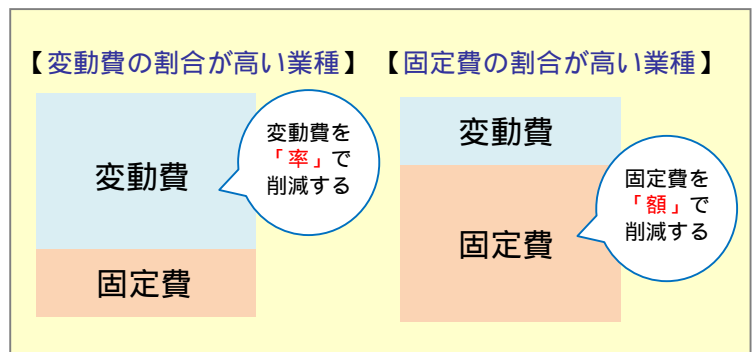 【変動費の割合が高い業種】
変動費
変動費を
「率」で
削減する
固定費
【固定費の割合が高い業種】
変動費
固定費
固定費を
「額」で
削減する